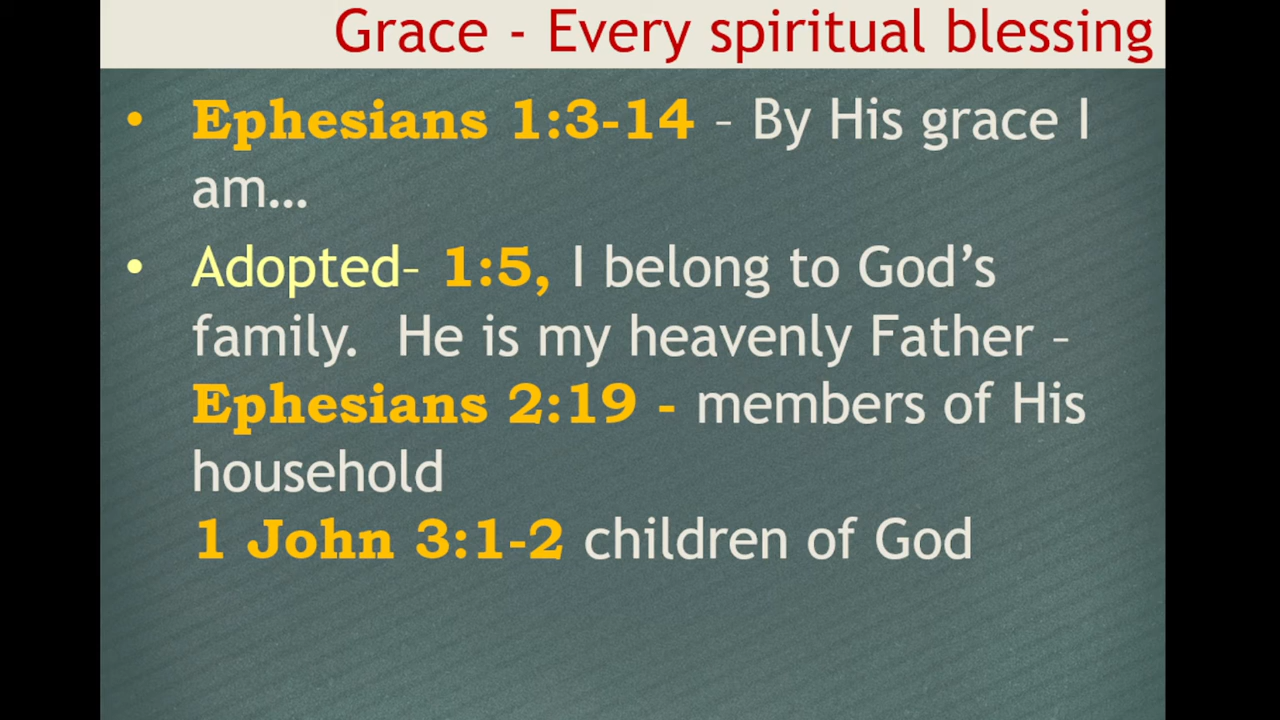 Grace - Every spiritual blessing
• Ephesians 1:3-14 – By His grace I
am…
• Adopted– 1:5, I belong to God’s
family.  He is my heavenly Father –
Ephesians 2:19 - members of His
household
1 John 3:1-2 children of God